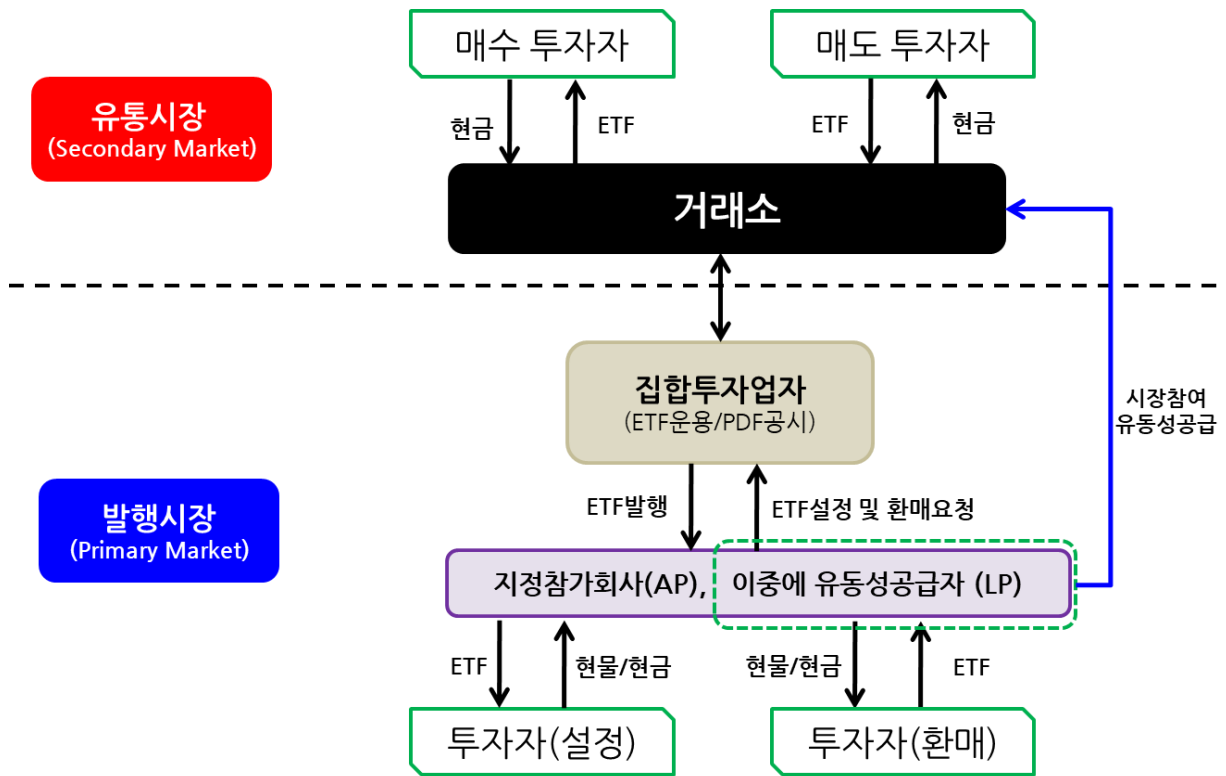 매수 투자자
매도 투자자
유통시장
(Secondary Market)
현금
ETF
ETF
현금
거래소
집합투자업자
(ETF운용/PDF공시)
시장참여
유동성공급
발행시장
(Primary Market)
ETF발행
ETF설정 및 환매요청
지정참가회사(AP), 이중에 유동성공급자 (LP)
ETF
현물/현금
현물/현금
ETF
투자자(설정)
투자자(환매)